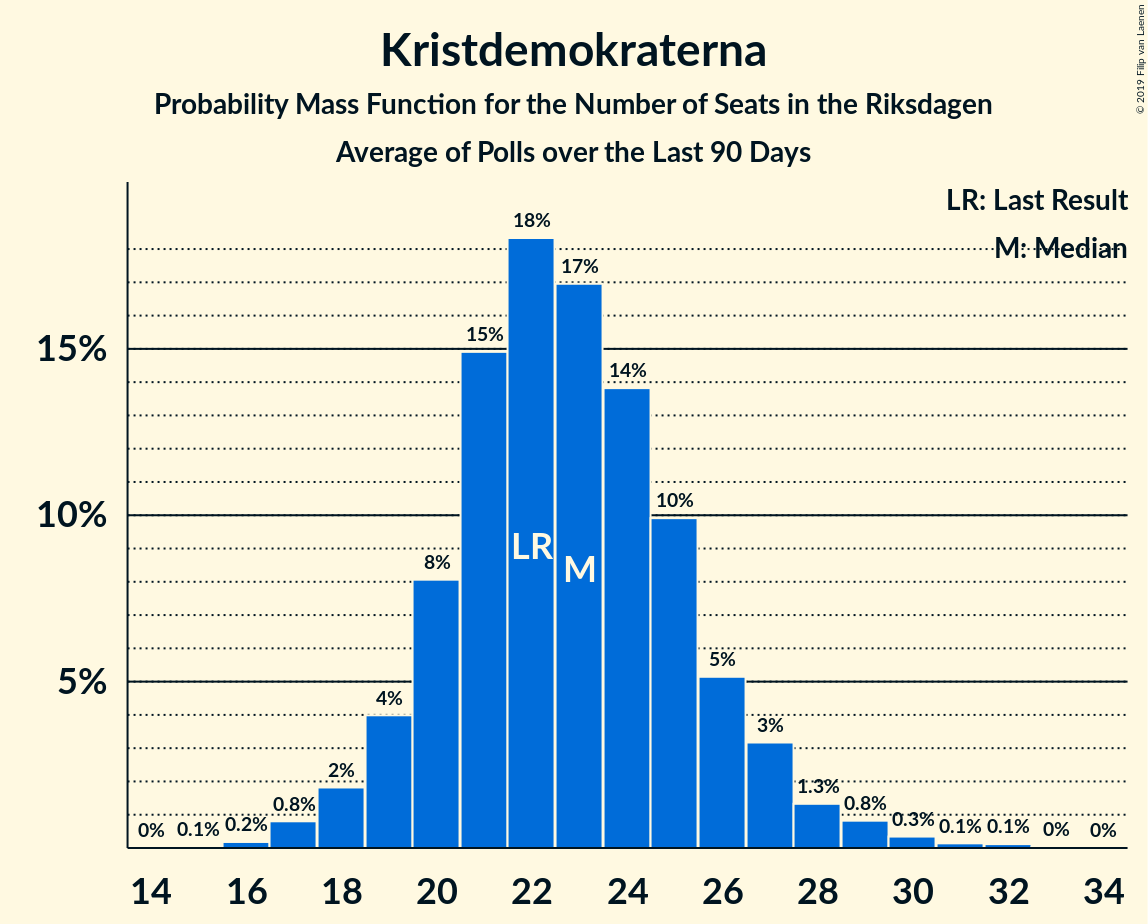 Kristdemokraterna
Probability Mass Function for the Number of Seats in the Riksdagen
Average of Polls over the Last 90 Days
© 2019 Filip van Laenen
LR: Last Result
M: Median
15%
10%
5%
0%
0.1%
0.2%
0.8%
2%
4%
8%
15%
18%
17%
14%
10%
5%
3%
1.3%
0.8%
0.3%
0.1%
0.1%
0%
0%
LR
M
14 16 18 20 22 24 26 28 30 32 34